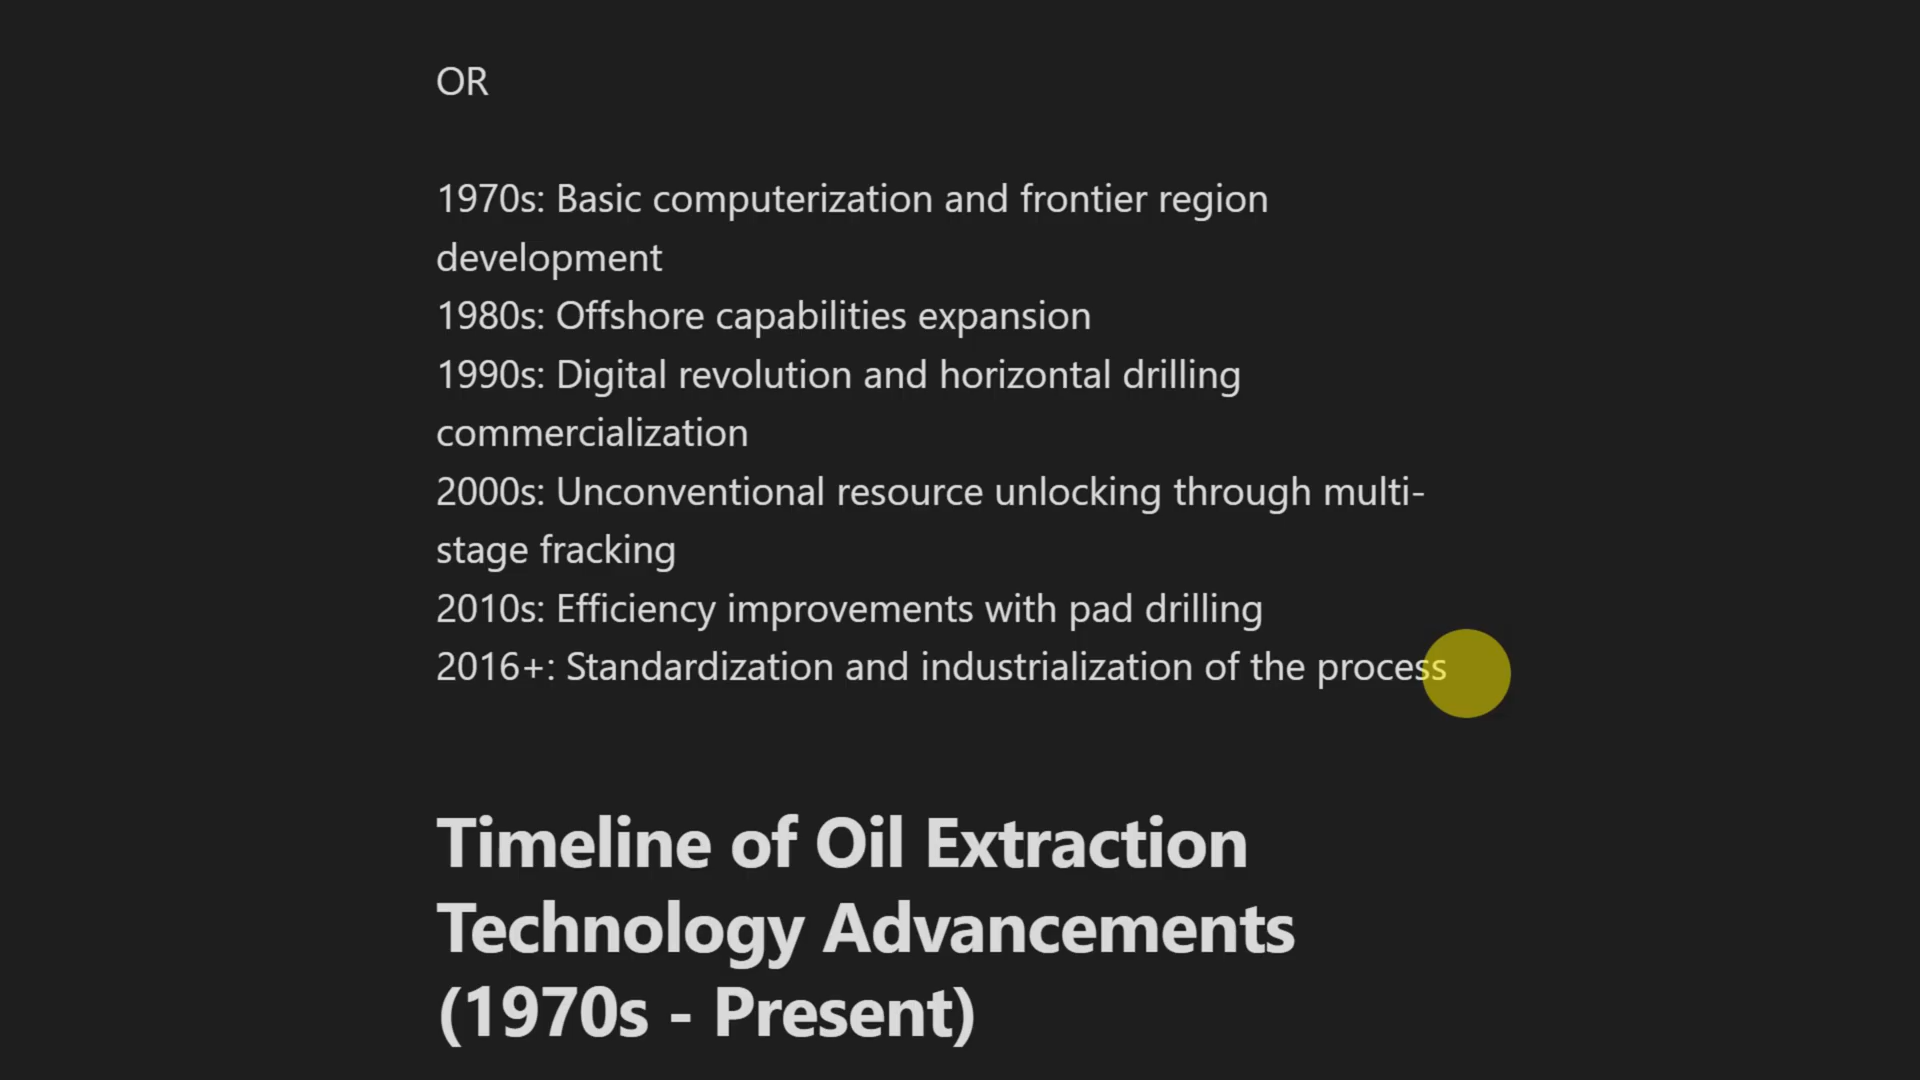 OR
1970s: Basic computerization and frontier region
development
1980s: Offshore capabilities expansion
1990s: Digital revolution and horizontal drilling
commercialization
2000s: Unconventional resource unlocking through multi-
stage fracking
2010s: Efficiency improvements with pad drilling
2016+: Standardization and industrialization of the process
Timeline of Oil Extraction
Technology Advancements
(1970s - Present)